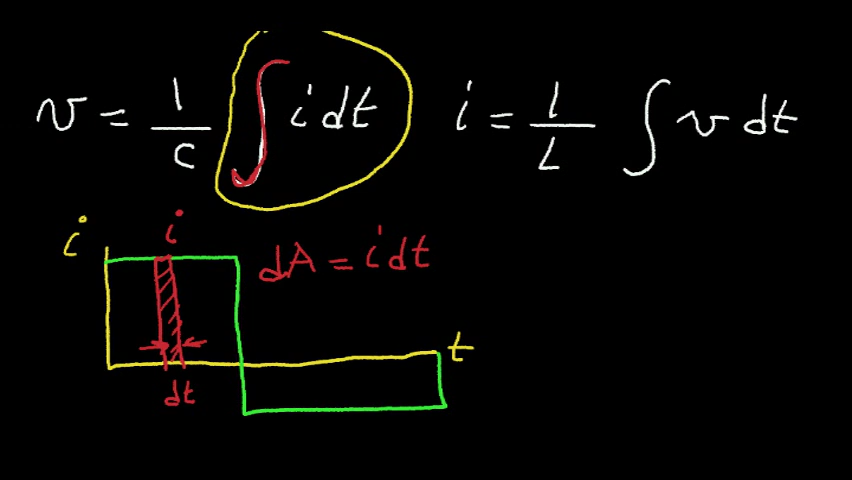 v = 1/C ∫ i dt   i = 1/L ∫ v dt
i
i
dA = i dt
t
dt